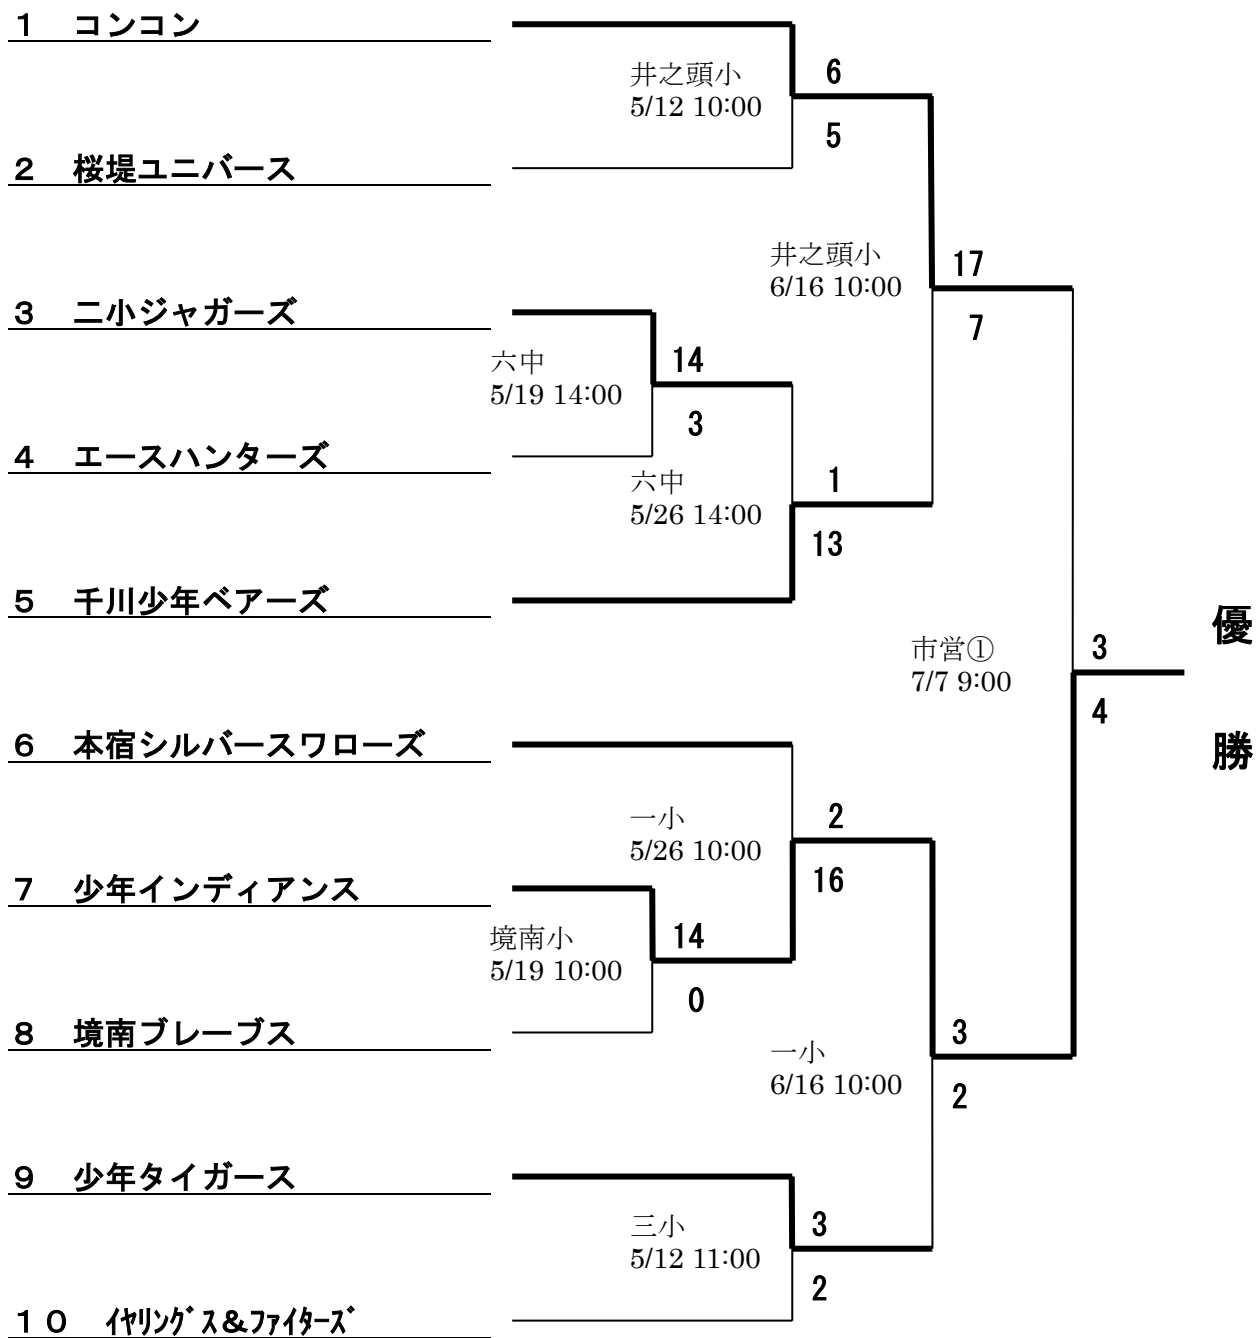 １ コンコン
井之頭小
5/12 10:00
6
5
２ 桜堤ユニバース
井之頭小
6/16 10:00
17
7
３ 二小ジャガーズ
六中
5/19 14:00
14
3
４ エースハンターズ
六中
5/26 14:00
1
13
５ 千川少年ベアーズ
市営①
7/7 9:00
3
4
優
勝
６ 本宿シルバースワローズ
一小
5/26 10:00
2
16
７ 少年インディアンス
境南小
5/19 10:00
14
0
８ 境南ブレーブス
一小
6/16 10:00
3
2
９ 少年タイガース
三小
5/12 11:00
3
2
１０ ｲﾔﾘﾝｸﾞｽ&ﾌｧｲﾀｰｽﾞ